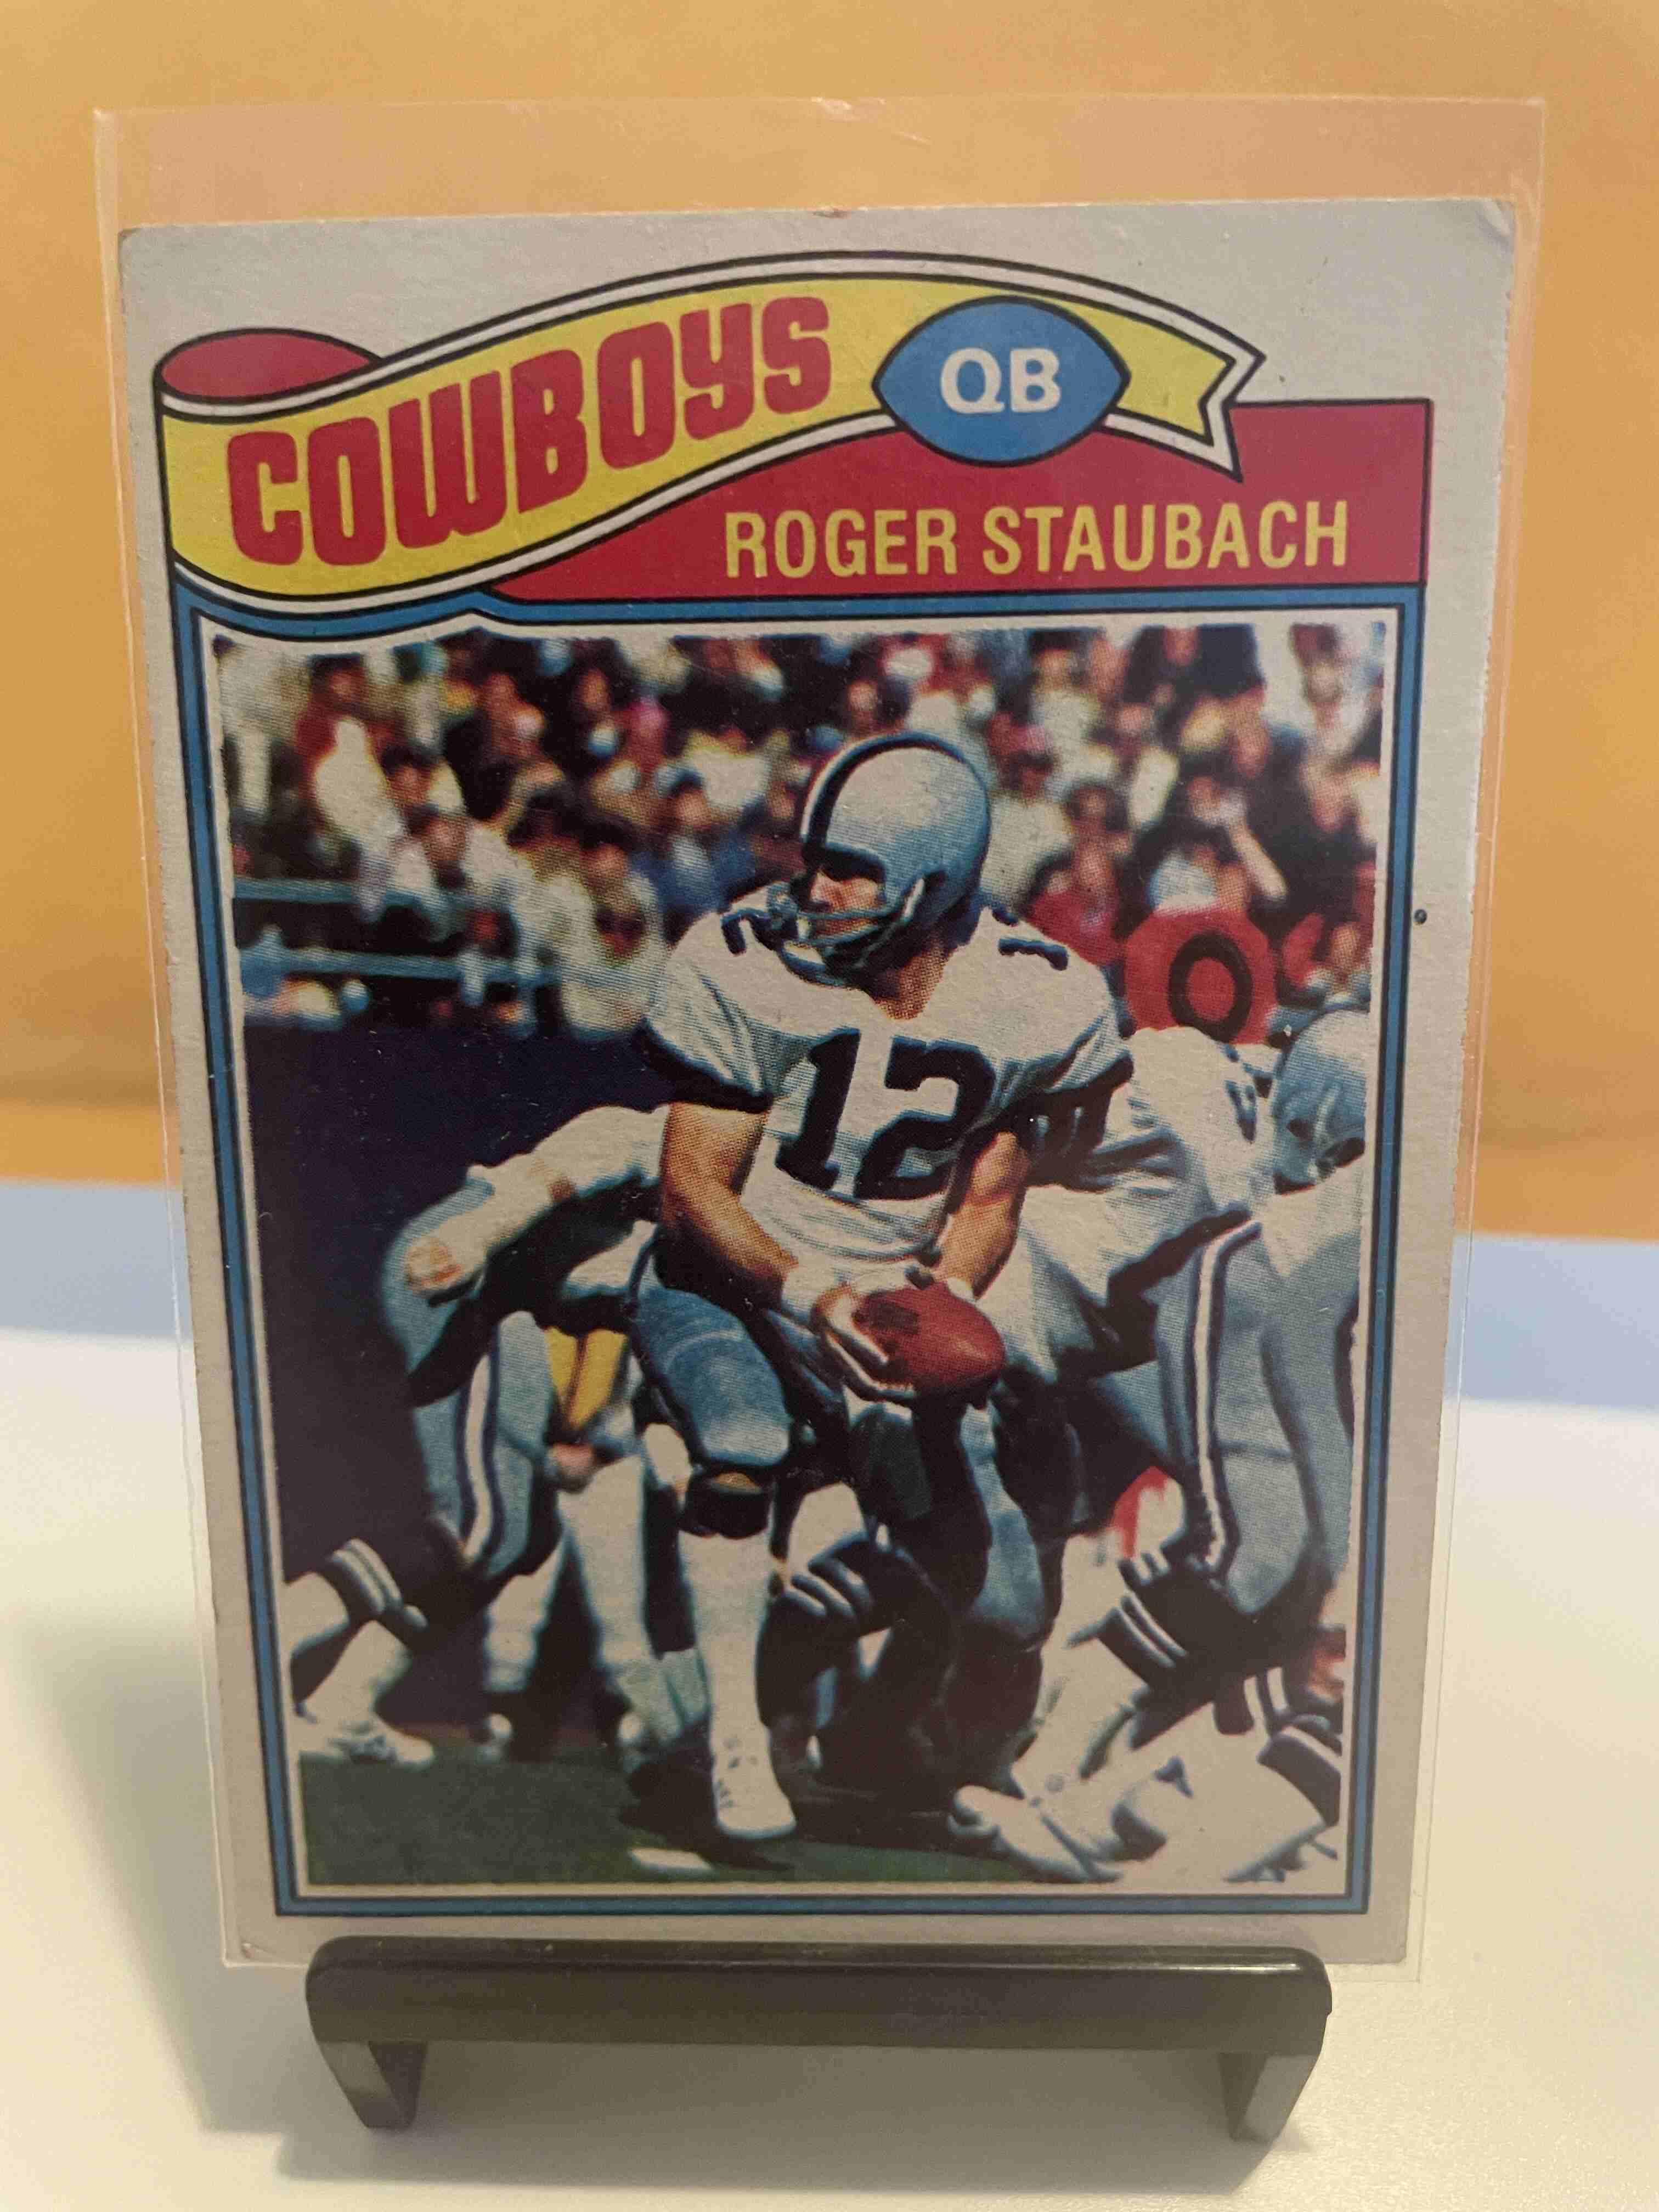 COWBOYS
QB
ROGER STAUBACH
12